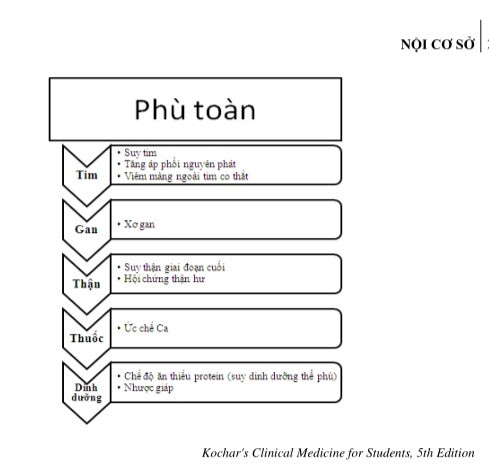 NỘI CƠ SỞ
Phù toàn
Tim
• Suy tim
• Tăng áp phổi nguyên phát
• Viêm màng ngoài tim co thắt
Gan
• Xơ gan
Thận
• Suy thận giai đoạn cuối
• Hội chứng thận hư
Thuốc
• Ức chế Ca
Dinh
dưỡng
• Chế độ ăn thiếu protein (suy dinh dưỡng thể phù)
• Nhược giáp
Kochar's Clinical Medicine for Students, 5th Edition